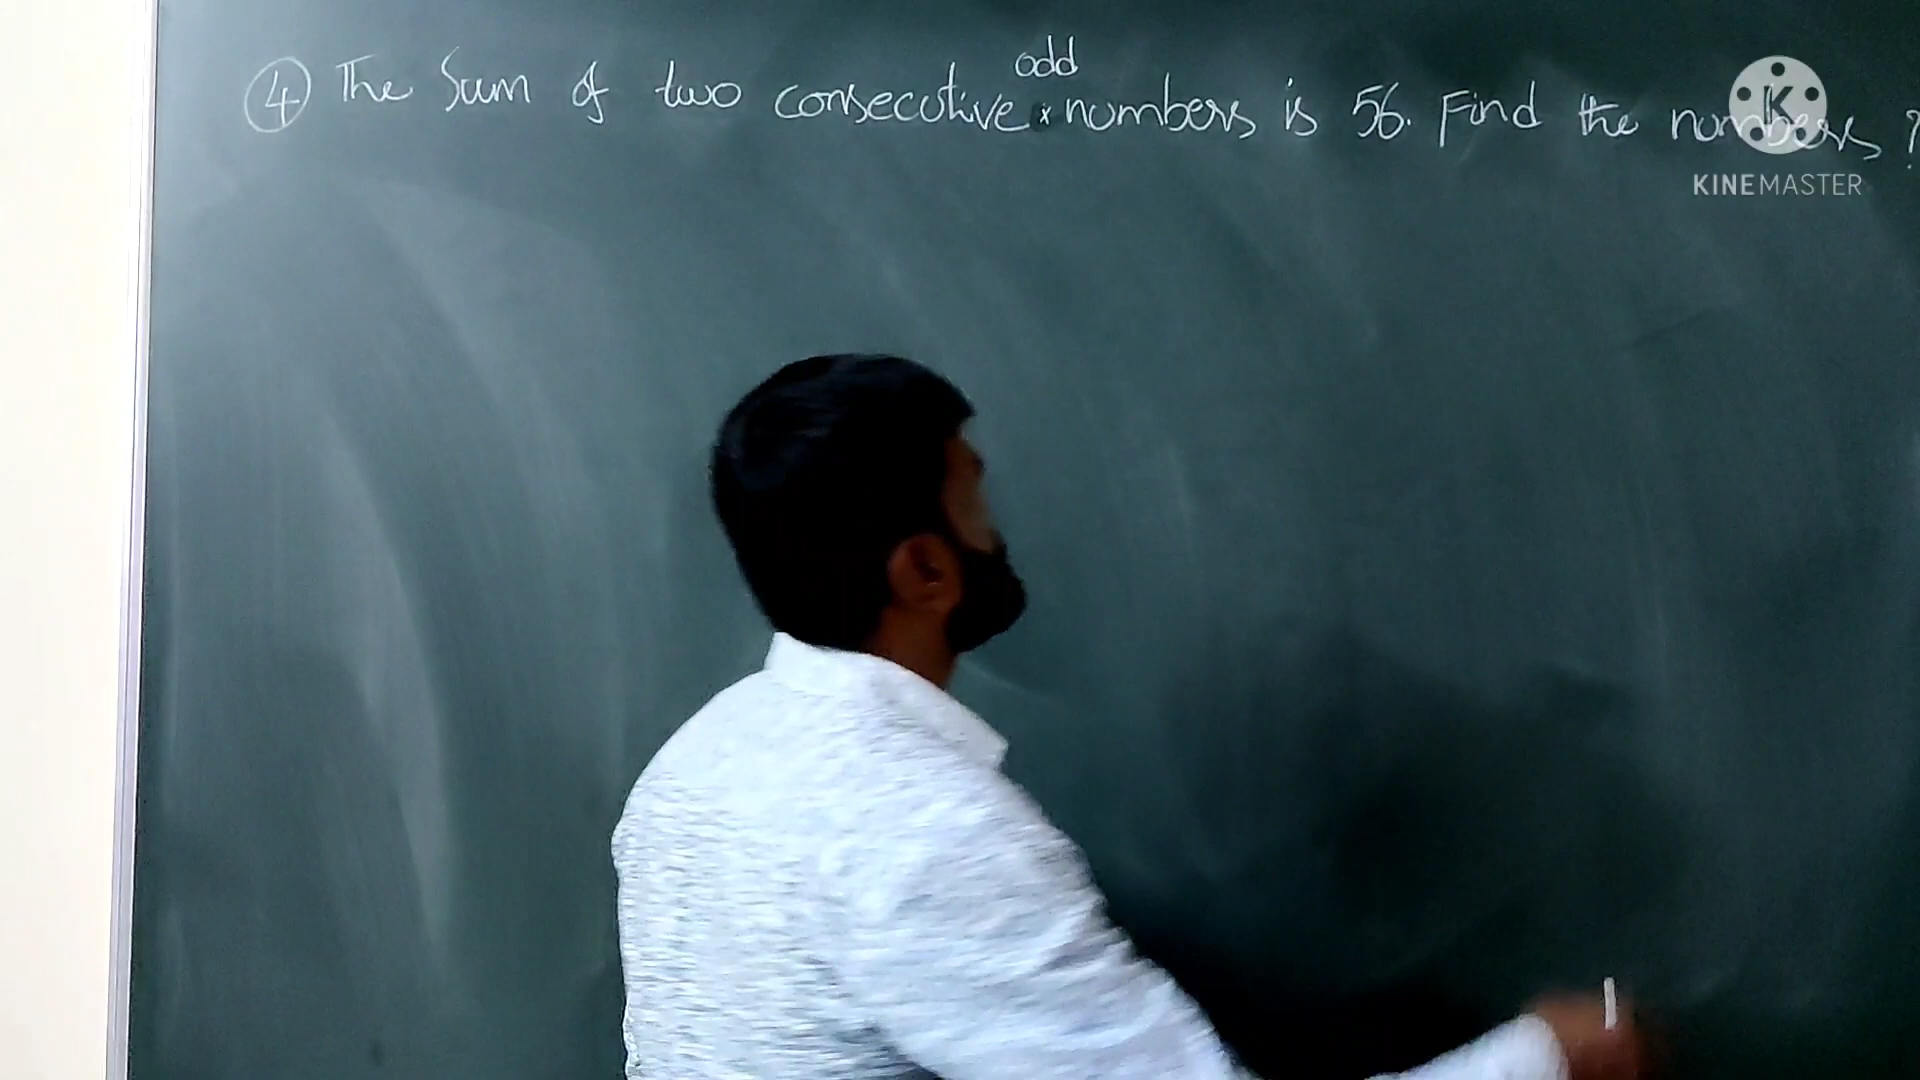 ④ The Sum of two consecutive odd numbers is 56. Find the numbers ?
K
KINEMASTER